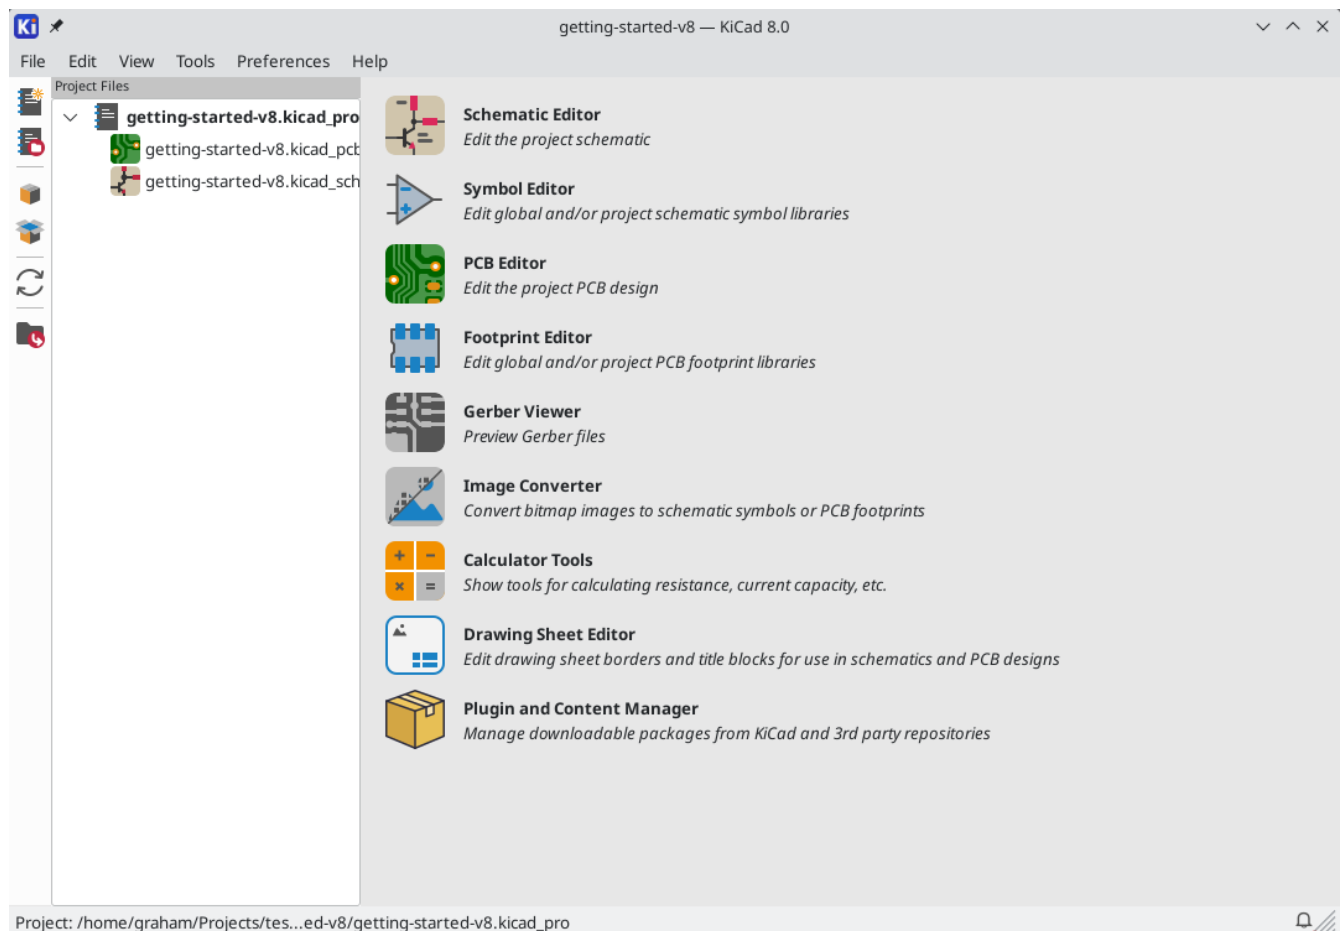 Ki
getting-started-v8 — KiCad 8.0
File Edit View Tools Preferences Help
Project Files
getting-started-v8.kicad_pro
getting-started-v8.kicad_pcb
getting-started-v8.kicad_sch
Schematic Editor
Edit the project schematic
Symbol Editor
Edit global and/or project schematic symbol libraries
PCB Editor
Edit the project PCB design
Footprint Editor
Edit global and/or project PCB footprint libraries
Gerber Viewer
Preview Gerber files
Image Converter
Convert bitmap images to schematic symbols or PCB footprints
Calculator Tools
Show tools for calculating resistance, current capacity, etc.
Drawing Sheet Editor
Edit drawing sheet borders and title blocks for use in schematics and PCB designs
Plugin and Content Manager
Manage downloadable packages from KiCad and 3rd party repositories
Project: /home/graham/Projects/tes...ed-v8/getting-started-v8.kicad_pro